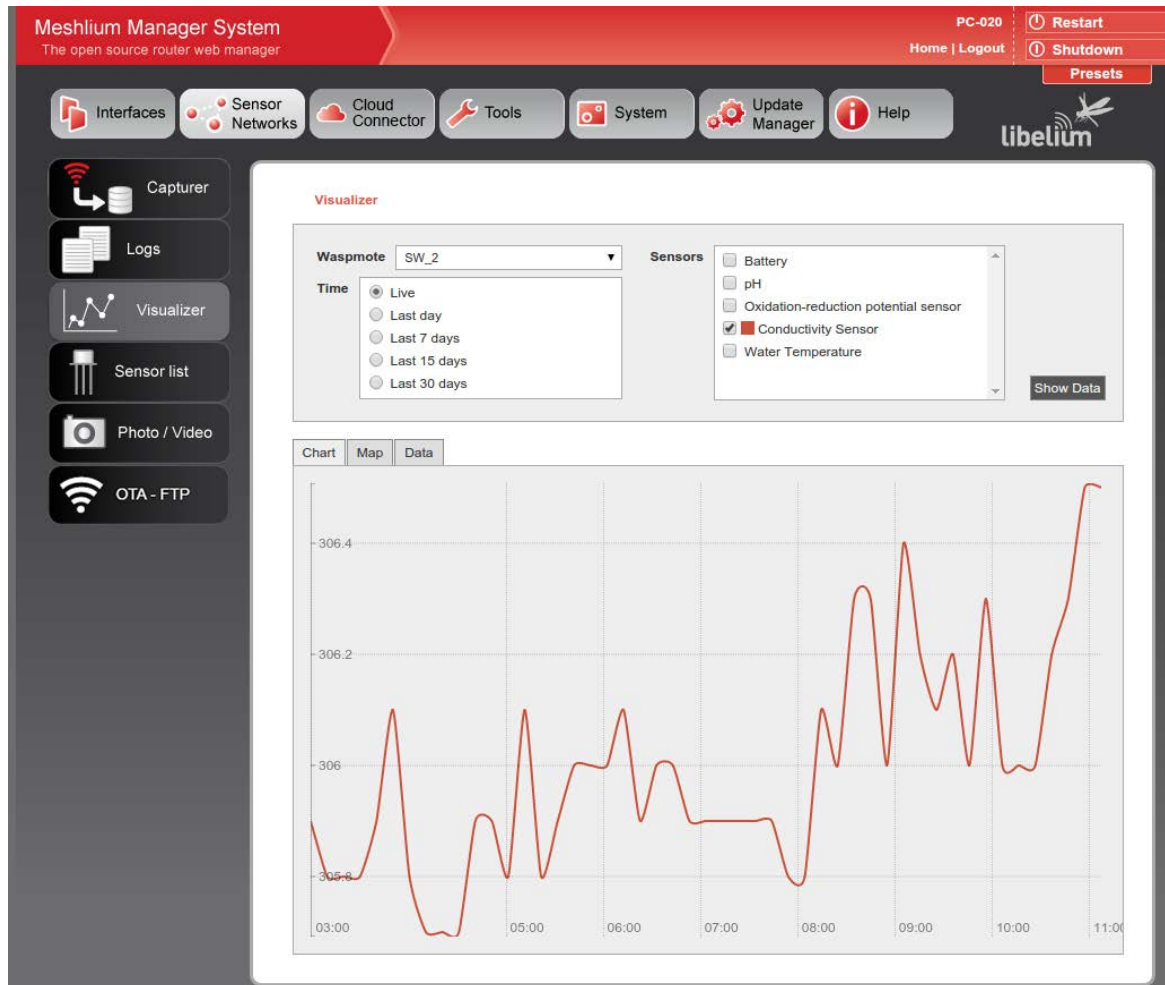 Meshlium Manager System
The open source router web manager
PC-020
Home | Logout
Restart
Shutdown
Presets
Interfaces
Sensor
Networks
Cloud
Connector
Tools
System
Update
Manager
Help
libelium
Capturer
Logs
Visualizer
Sensor list
Photo / Video
OTA - FTP
Visualizer
Waspmote
SW_2
Time
Live
Last day
Last 7 days
Last 15 days
Last 30 days
Sensors
Battery
pH
Oxidation-reduction potential sensor
Conductivity Sensor
Water Temperature
Show Data
Chart
Map
Data
306.4
306.2
306
305.8
03:00
05:00
06:00
07:00
08:00
09:00
10:00
11:00